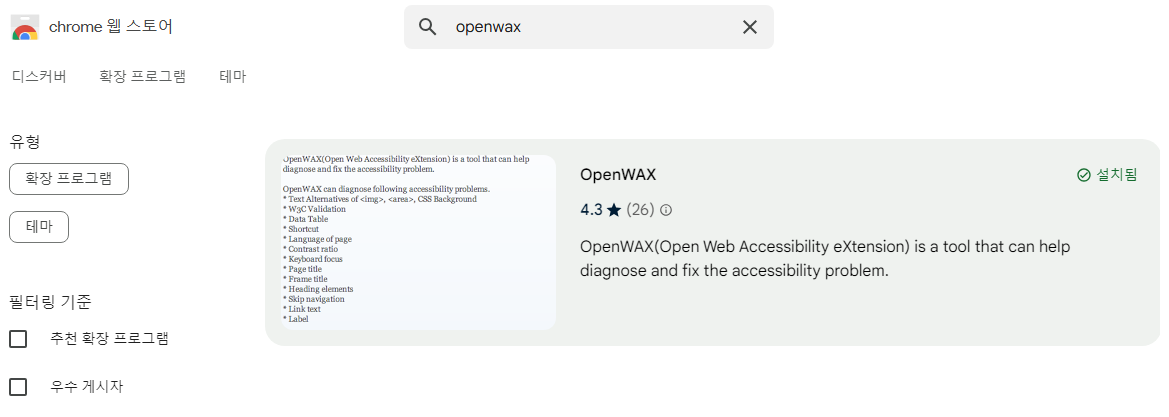 chrome 웹 스토어
openwax
디스커버
확장 프로그램
테마
유형
확장 프로그램
테마
필터링 기준
추천 확장 프로그램
우수 게시자
OpenWAX(Open Web Accessibility eXtension) is a tool that can help
diagnose and fix the accessibility problem.
OpenWAX can diagnose following accessibility problems.
* Text Alternatives of <img>, <area>, CSS Background
* W3C Validation
* Data Table
* Shortcut
* Language of page
* Contrast ratio
* Keyboard focus
* Page title
* Frame title
* Heading elements
* Skip navigation
* Link text
* Label
OpenWAX
설치됨
4.3 ★ (26)
OpenWAX(Open Web Accessibility eXtension) is a tool that can help
diagnose and fix the accessibility problem.